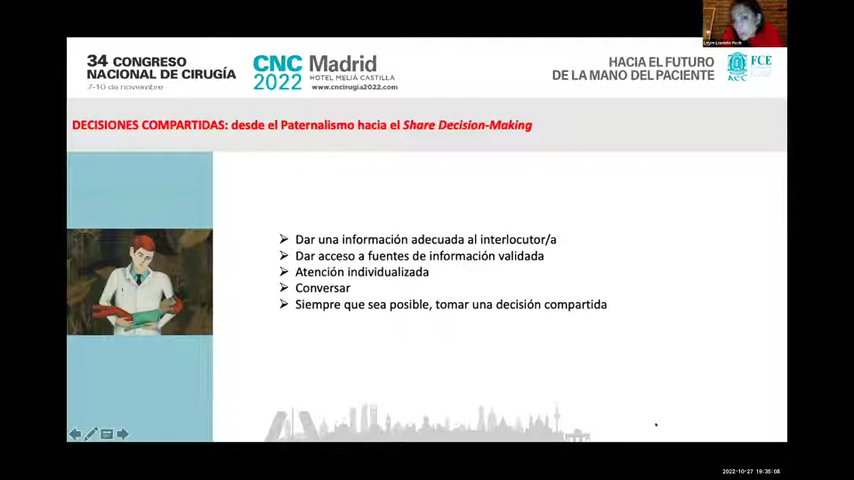 34 CONGRESO
NACIONAL DE CIRUGÍA
7-10 de noviembre
CNC
2022
Madrid
HOTEL MELIÁ CASTILLA
www.cncirugia2022.com
HACIA EL FUTURO
DE LA MANO DEL PACIENTE
AEC
FCE
DECISIONES COMPARTIDAS: desde el Paternalismo hacia el Share Decision-Making
➢ Dar una información adecuada al interlocutor/a
➢ Dar acceso a fuentes de información validada
➢ Atención individualizada
➢ Conversar
➢ Siempre que sea posible, tomar una decisión compartida
2022-10-27 19:35:08